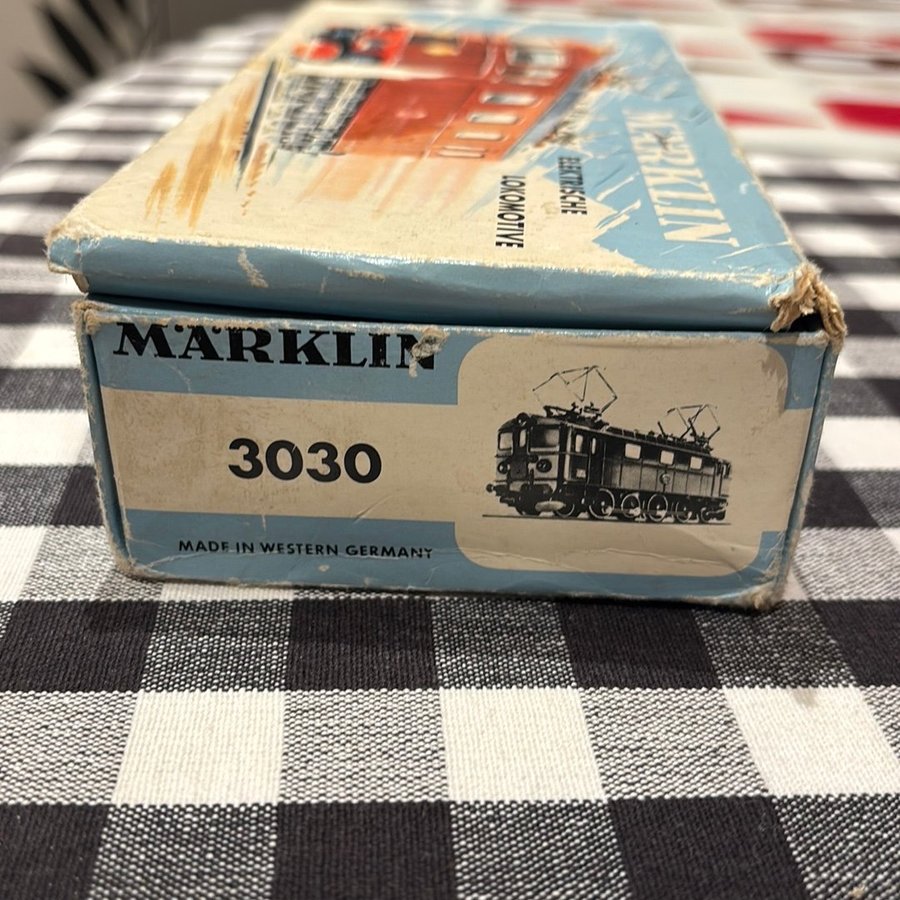 MÄRKLIN
ELEKTRISCHE
LOKOMOTIVE
MÄRKLIN
3030
MADE IN WESTERN GERMANY